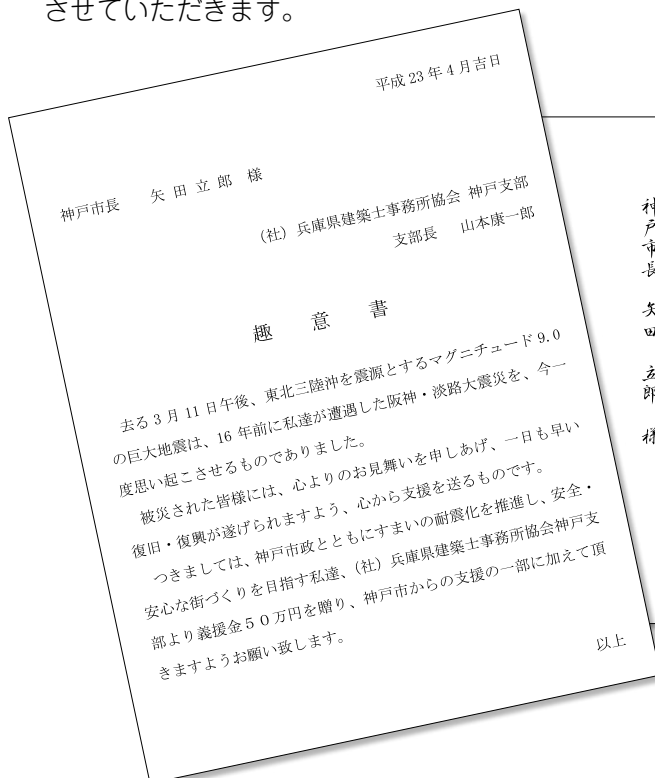 させていただきます。
平成 23 年 4 月吉日
神戸市長　矢 田 立 郎　様
（社）兵庫県建築士事務所協会 神戸支部
支部長　山本康一郎
趣　意　書
去る 3 月 11 日午後、東北三陸沖を震源とするマグニチュード 9.0
の巨大地震は、16 年前に私達が遭遇した阪神・淡路大震災を、今一
度思い起こさせるものでありました。
被災された皆様には、心よりのお見舞いを申しあげ、一日も早い
復旧・復興が遂げられますよう、心から支援を送るものです。
つきましては、神戸市政とともにすまいの耐震化を推進し、安全・
安心な街づくりを目指す私達、（社）兵庫県建築士事務所協会神戸支
部より義援金５０万円を贈り、神戸市からの支援の一部に加えて頂
きますようお願い致します。
以上
神戸市長　矢田　立郎　様